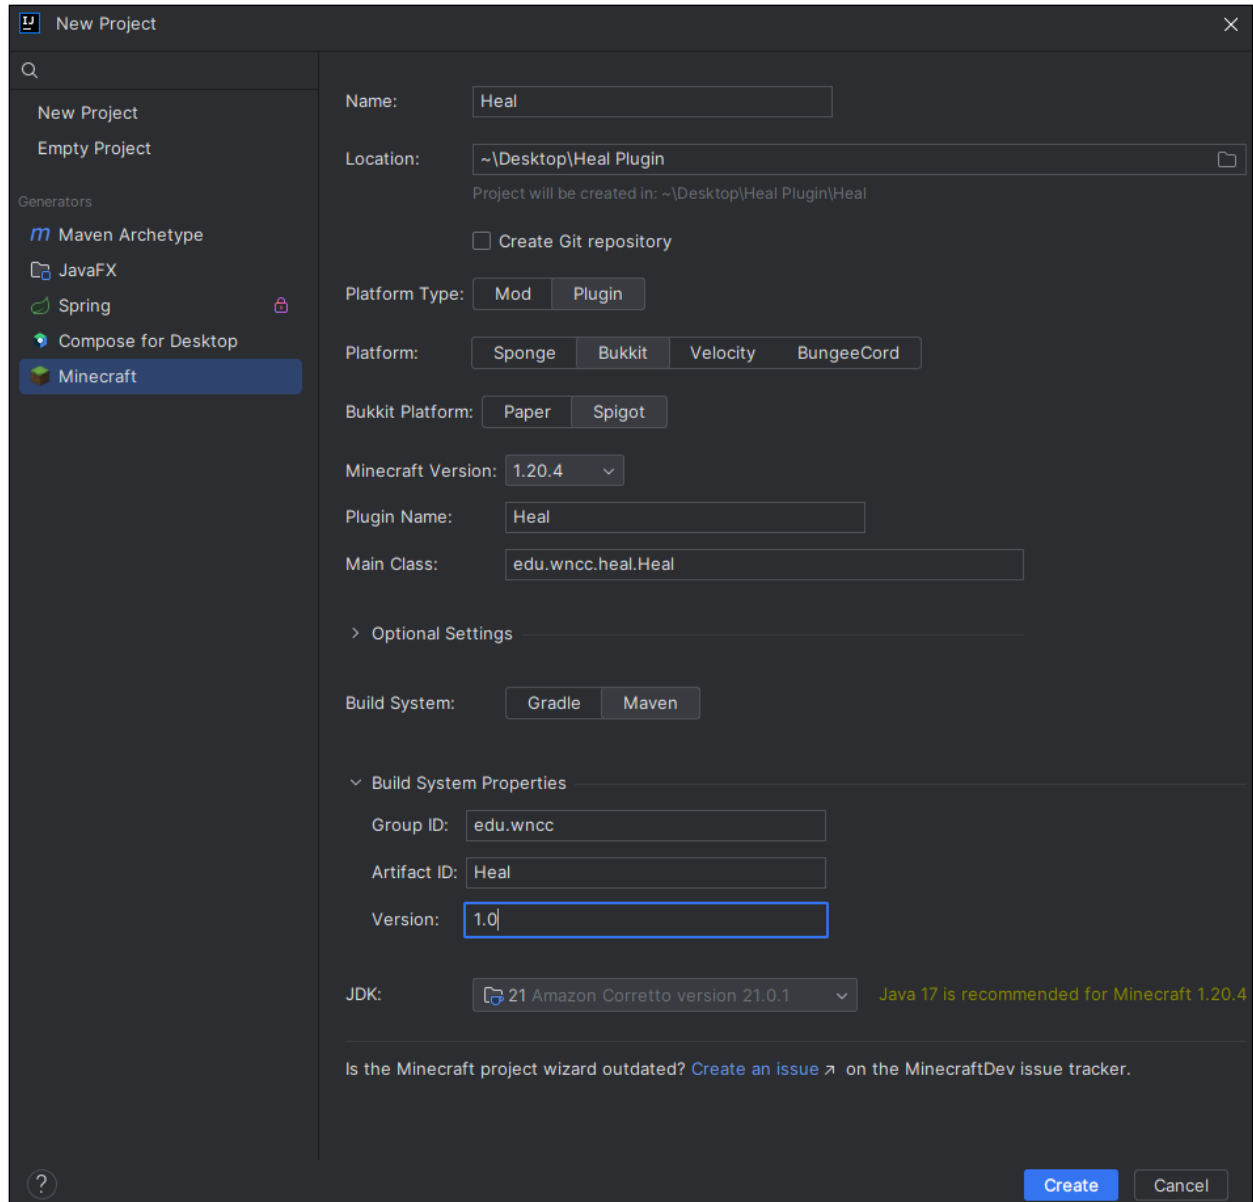 New Project
New Project
Empty Project
Generators
Maven Archetype
JavaFX
Spring
Compose for Desktop
Minecraft
Name: Heal
Location: ~\Desktop\Heal Plugin
Project will be created in: ~\Desktop\Heal Plugin\Heal
Create Git repository
Platform Type: Mod Plugin
Platform: Sponge Bukkit Velocity BungeeCord
Bukkit Platform: Paper Spigot
Minecraft Version: 1.20.4
Plugin Name: Heal
Main Class: edu.wncc.heal.Heal
Optional Settings
Build System: Gradle Maven
Build System Properties
Group ID: edu.wncc
Artifact ID: Heal
Version: 1.0
JDK: 21 Amazon Corretto version 21.0.1 Java 17 is recommended for Minecraft 1.20.4
Is the Minecraft project wizard outdated? Create an issue ↗ on the MinecraftDev issue tracker.
? Create Cancel